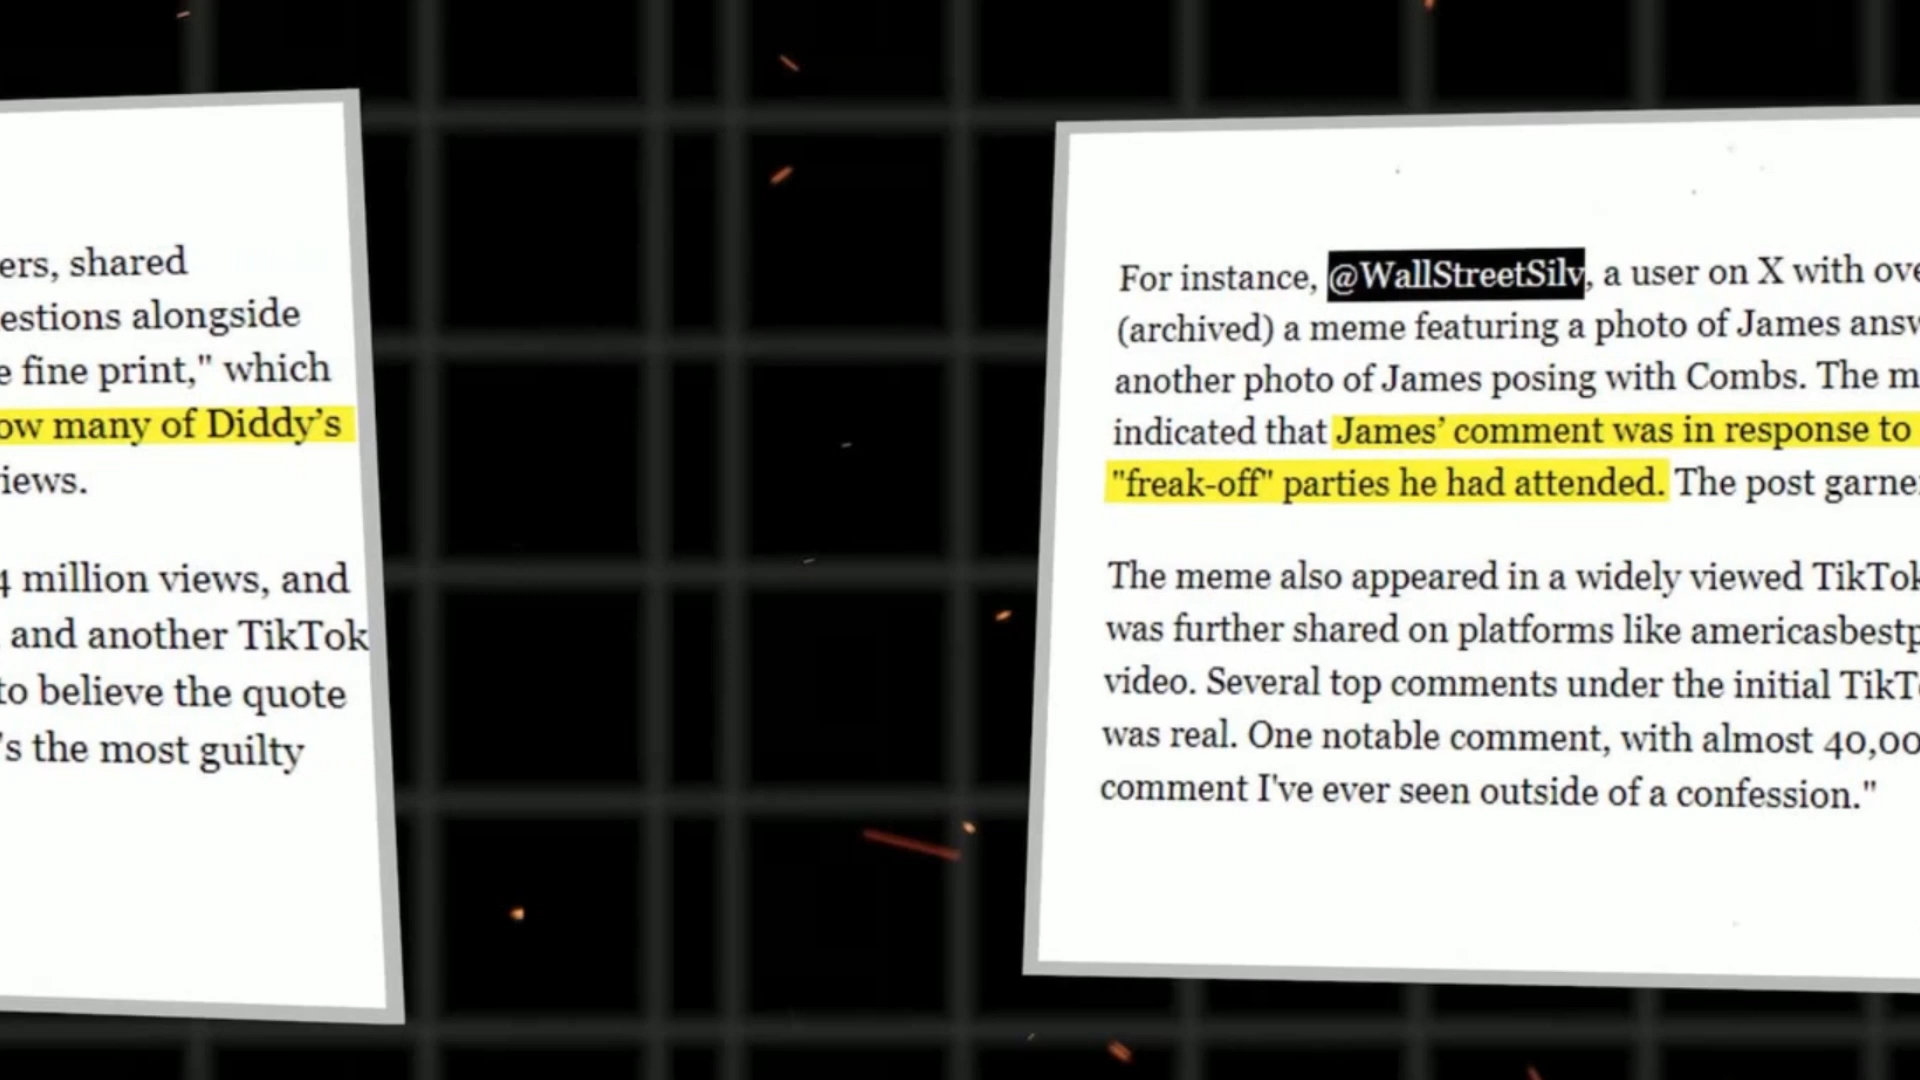 ers, shared
estions alongside
e fine print," which
ow many of Diddy's
iews.
4 million views, and
and another TikTok
to believe the quote
's the most guilty
For instance, @WallStreetSilv, a user on X with ove
(archived) a meme featuring a photo of James answ
another photo of James posing with Combs. The m
indicated that James' comment was in response to
"freak-off" parties he had attended. The post garne
The meme also appeared in a widely viewed TikTok
was further shared on platforms like americasbestp
video. Several top comments under the initial TikT
was real. One notable comment, with almost 40,00
comment I've ever seen outside of a confession."